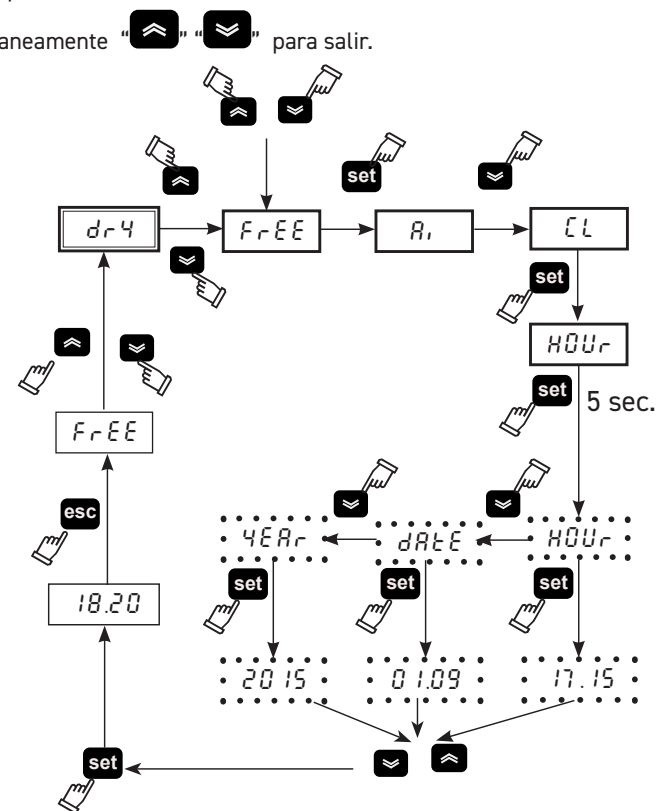 aneamente “ ” “ ” para salir.
set
dr4 FrEE Ai CL
set
HOUr
set 5 sec.
FrEE
esc
YEAr dAtE HOUr
set set set
18.20
2015 01.09 17.15
set